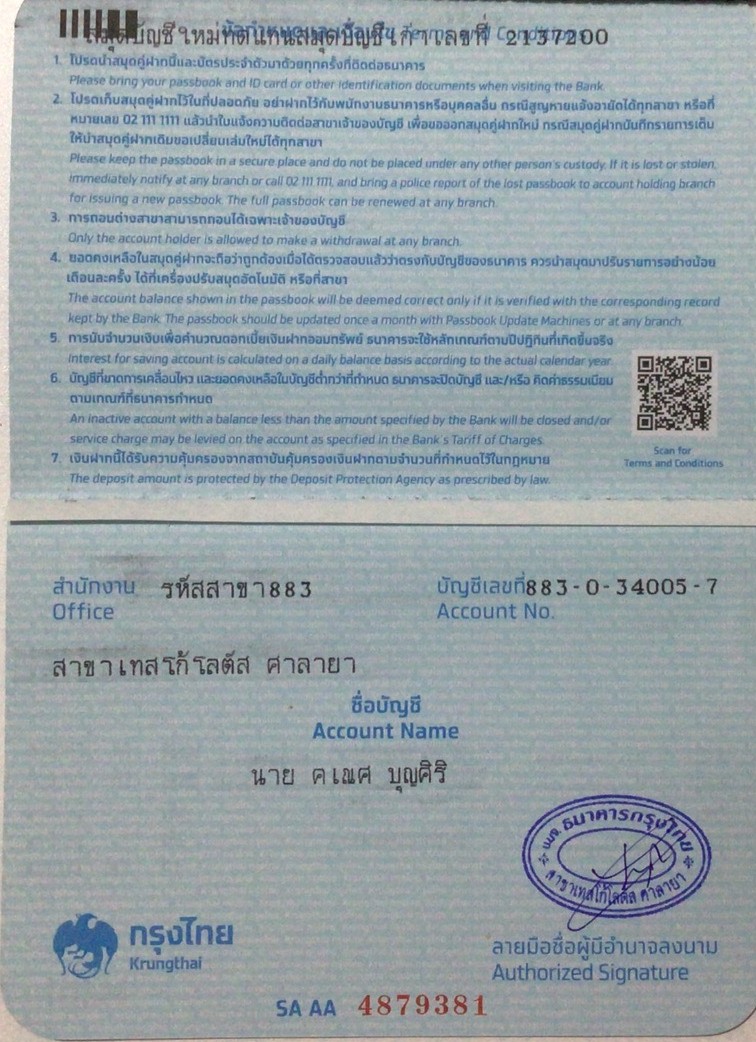 สมุดบัญชีใหม่ทดแทนสมุดบัญชีเก่าเลขที่ 2137200
1. โปรดนำสมุดคู่ฝากนี้และบัตรประจำตัวมาด้วยทุกครั้งที่ติดต่อธนาคาร
Please bring your passbook and ID card or other identification documents when visiting the Bank.
2. โปรดเก็บสมุดคู่ฝากไว้ในที่ปลอดภัย อย่าฝากไว้กับพนักงานธนาคารหรือบุคคลอื่น กรณีสูญหายแจ้งอายัดได้ทุกสาขา หรือที่
หมายเลข 02 111 1111 แล้วนำใบแจ้งความติดต่อสาขาเจ้าของบัญชี เพื่อขอออกสมุดคู่ฝากใหม่ กรณีสมุดคู่ฝากบันทึกรายการเต็ม
ให้นำสมุดคู่ฝากเดิมขอเปลี่ยนเล่มใหม่ได้ทุกสาขา
Please keep the passbook in a secure place and do not be placed under any other person's custody. If it is lost or stolen,
immediately notify at any branch or call 02 111 1111, and bring a police report of the lost passbook to account holding branch
for issuing a new passbook. The full passbook can be renewed at any branch.
3. การถอนต่างสาขาสามารถถอนได้เฉพาะเจ้าของบัญชี
Only the account holder is allowed to make a withdrawal at any branch.
4. ยอดคงเหลือในสมุดคู่ฝากจะถือว่าถูกต้องเมื่อได้ตรวจสอบแล้วว่าตรงกับบัญชีของธนาคาร ควรนำสมุดมาปรับรายการอย่างน้อย
เดือนละครั้ง ได้ที่เครื่องปรับสมุดอัตโนมัติ หรือที่สาขา
The account balance shown in the passbook will be deemed correct only if it is verified with the corresponding record
kept by the Bank. The passbook should be updated once a month with Passbook Update Machines or at any branch.
5. การนับจำนวนเงินเพื่อคำนวณดอกเบี้ยเงินฝากออมทรัพย์ ธนาคารจะใช้หลักเกณฑ์ตามปีปฏิทินที่เกิดขึ้นจริง
Interest for saving account is calculated on a daily balance basis according to the actual calendar year.
6. บัญชีที่ขาดการเคลื่อนไหว และยอดคงเหลือในบัญชีต่ำกว่าที่กำหนด ธนาคารจะปิดบัญชี และ/หรือ คิดค่าธรรมเนียม
ตามเกณฑ์ที่ธนาคารกำหนด
An inactive account with a balance less than the amount specified by the Bank will be closed and/or
service charge may be levied on the account as specified in the Bank's Tariff of Charges.
7. เงินฝากนี้ได้รับความคุ้มครองจากสถาบันคุ้มครองเงินฝากตามจำนวนที่กำหนดไว้ในกฎหมาย
The deposit amount is protected by the Deposit Protection Agency as prescribed by law.
Scan for
Terms and Conditions
สำนักงาน รหัสสาขา883
Office
บัญชีเลขที่883-0-34005-7
Account No.
สาขาเทสโก้โลตัส ศาลายา
ชื่อบัญชี
Account Name
นาย คเณศ บุญศิริ
บมจ. ธนาคารกรุงไทย
สาขาเทสโก้โลตัส ศาลายา
กรุงไทย
Krungthai
ลายมือชื่อผู้มีอำนาจลงนาม
Authorized Signature
SA AA 4879381